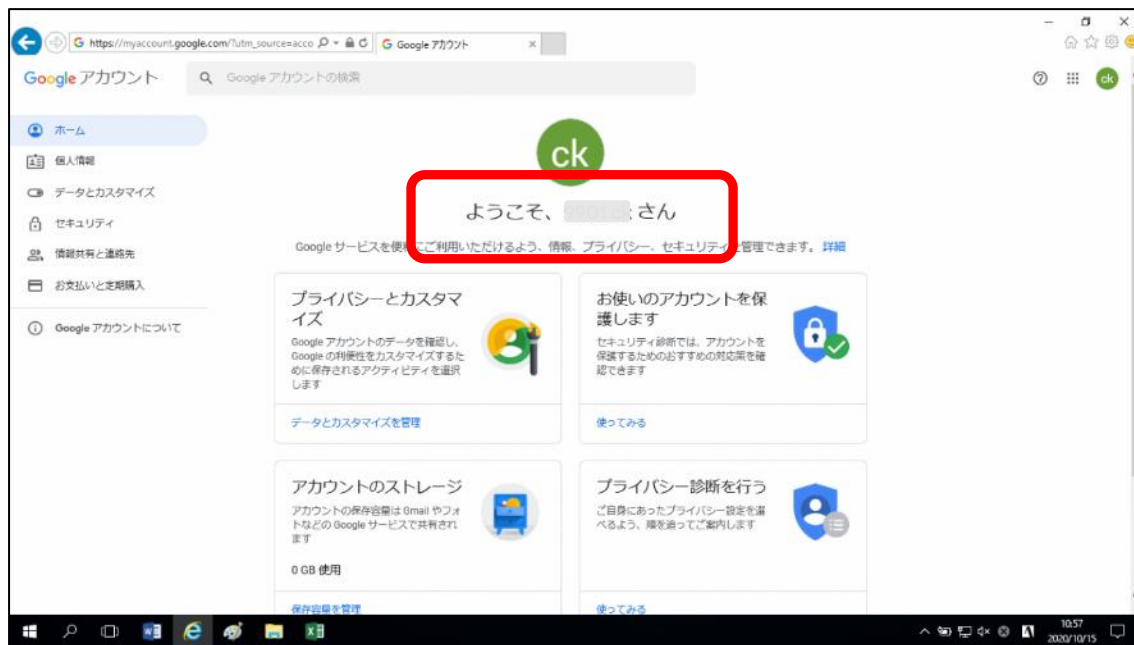 https://myaccount.google.com/?utm_source=acco
Google アカウント
Google アカウント
Google アカウントの検索
ck
ホーム
個人情報
データとカスタマイズ
セキュリティ
情報共有と連絡先
お支払いと定期購入
Google アカウントについて
ck
ようこそ、 さん
Google サービスを便利にご利用いただけるよう、情報、プライバシー、セキュリティを管理できます。 詳細
プライバシーとカスタマ
イズ
Google アカウントのデータを確認し、
Google の利便性をカスタマイズするた
めに保存されるアクティビティを選択
します
データとカスタマイズを管理
お使いのアカウントを保
護します
セキュリティ診断では、アカウントを
保護するためのおすすめの対応策を確
認できます
使ってみる
アカウントのストレージ
アカウントの保存容量は Gmail やフォ
トなどの Google サービスで共有され
ます
0 GB 使用
保存容量を管理
プライバシー診断を行う
ご自身にあったプライバシー設定を選
べるよう、順を追ってご案内します
使ってみる
10:57
2020/10/15